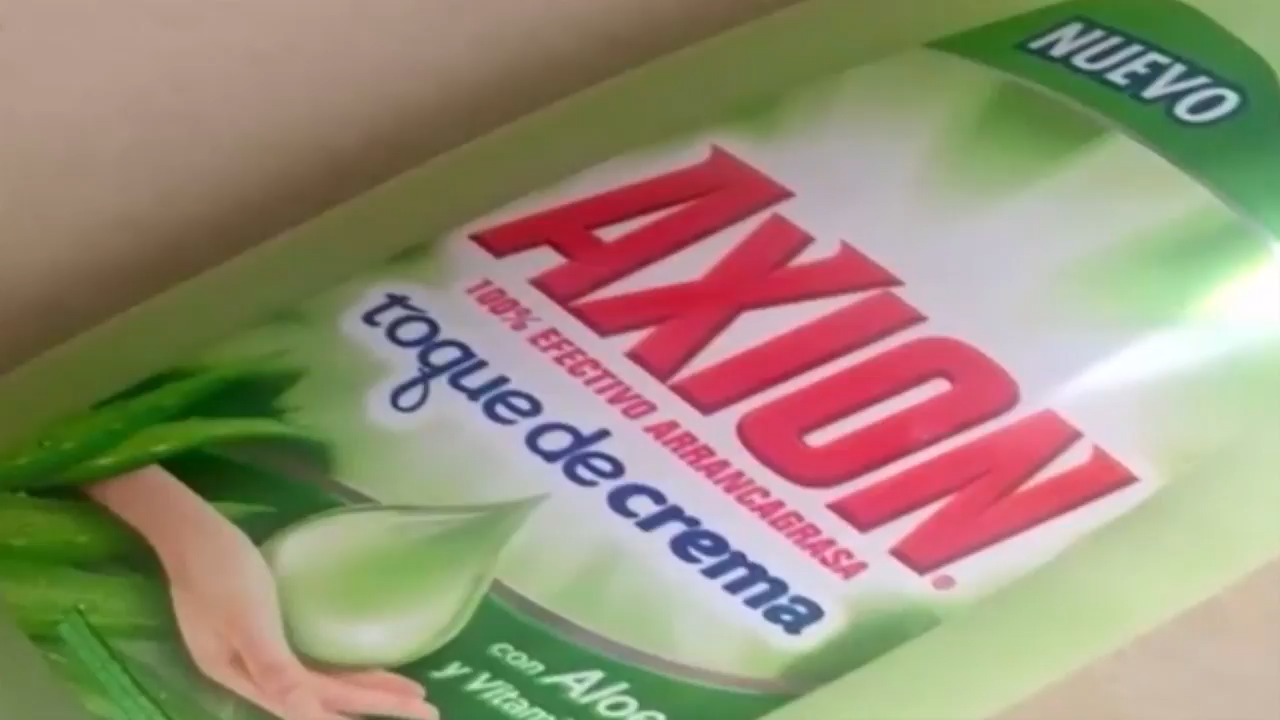 NUEVO
AXION
100% EFECTIVO ARRANCAGRASA
toque de crema
con Aloe
y